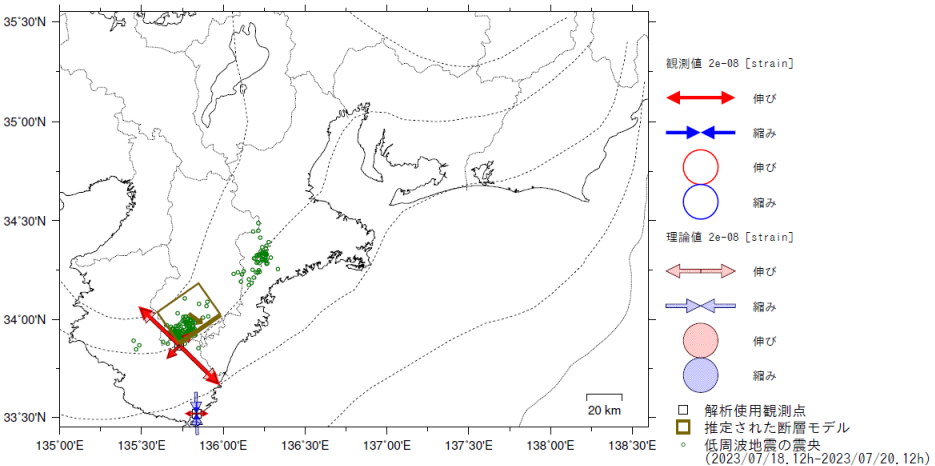 35˚30'N
35˚00'N
34˚30'N
34˚00'N
33˚30'N
135˚00'E
135˚30'E
136˚00'E
136˚30'E
137˚00'E
137˚30'E
138˚00'E
138˚30'E
20 km
観測値 2e-08 [strain]
伸び
縮み
伸び
縮み
理論値 2e-08 [strain]
伸び
縮み
伸び
縮み
解析使用観測点
推定された断層モデル
低周波地震の震央
(2023/07/18.12h-2023/07/20.12h)